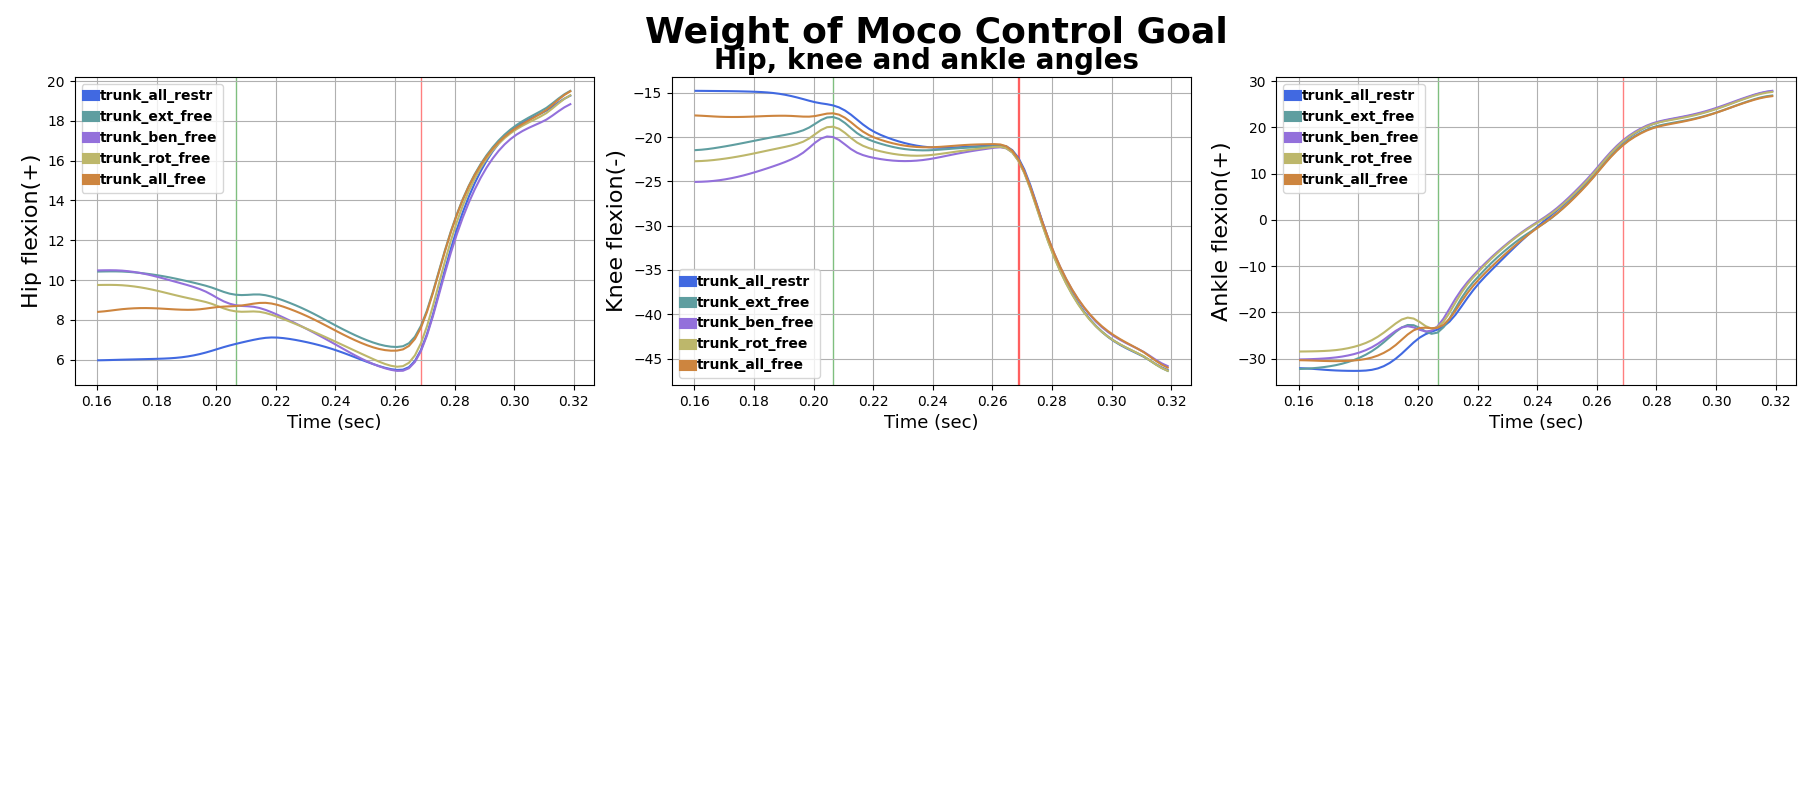 Weight of Moco Control Goal
Hip, knee and ankle angles
Hip flexion(+)
20
18
16
14
12
10
8
6
trunk_all_restr
trunk_ext_free
trunk_ben_free
trunk_rot_free
trunk_all_free
0.16 0.18 0.20 0.22 0.24 0.26 0.28 0.30 0.32
Time (sec)
Knee flexion(-)
−15
−20
−25
−30
−35
−40
−45
trunk_all_restr
trunk_ext_free
trunk_ben_free
trunk_rot_free
trunk_all_free
0.16 0.18 0.20 0.22 0.24 0.26 0.28 0.30 0.32
Time (sec)
Ankle flexion(+)
30
20
10
0
−10
−20
−30
trunk_all_restr
trunk_ext_free
trunk_ben_free
trunk_rot_free
trunk_all_free
0.16 0.18 0.20 0.22 0.24 0.26 0.28 0.30 0.32
Time (sec)